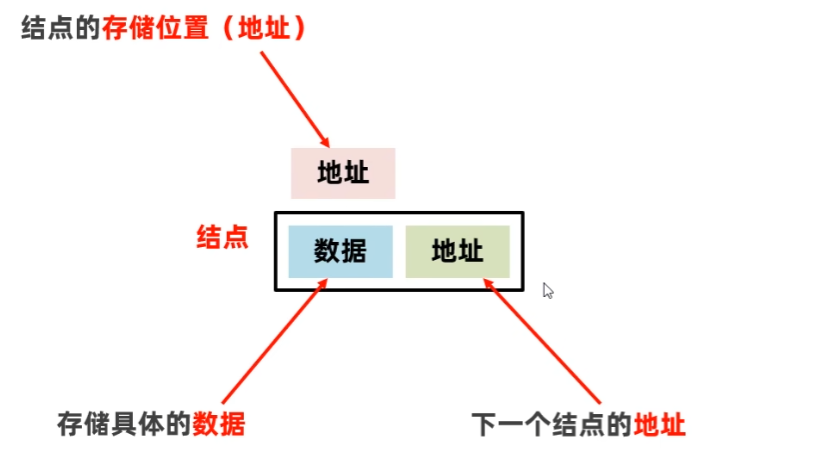 结点的存储位置（地址）
地址
结点
数据 地址
存储具体的数据
下一个结点的地址